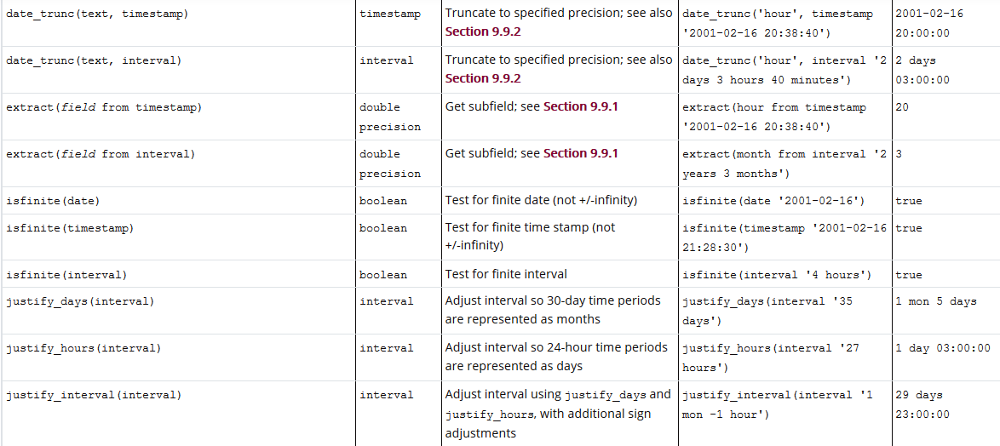 date_trunc(text, timestamp) timestamp Truncate to specified precision; see also date_trunc('hour', timestamp 2001-02-16
Section 9.9.2 '2001-02-16 20:38:40') 20:00:00
date_trunc(text, interval) interval Truncate to specified precision; see also date_trunc('hour', interval '2 2 days
Section 9.9.2 days 3 hours 40 minutes') 03:00:00
extract(field from timestamp) double Get subfield; see Section 9.9.1 extract(hour from timestamp 20
precision '2001-02-16 20:38:40')
extract(field from interval) double Get subfield; see Section 9.9.1 extract(month from interval '2 3
precision years 3 months')
isfinite(date) boolean Test for finite date (not +/-infinity) isfinite(date '2001-02-16') true
isfinite(timestamp) boolean Test for finite time stamp (not isfinite(timestamp '2001-02-16 true
+/-infinity) 21:28:30')
isfinite(interval) boolean Test for finite interval isfinite(interval '4 hours') true
justify_days(interval) interval Adjust interval so 30-day time periods justify_days(interval '35 1 mon 5 days
are represented as months days')
justify_hours(interval) interval Adjust interval so 24-hour time periods justify_hours(interval '27 1 day 03:00:00
are represented as days hours')
justify_interval(interval) interval Adjust interval using justify_days and justify_interval(interval '1 29 days
justify_hours, with additional sign mon -1 hour') 23:00:00
adjustments